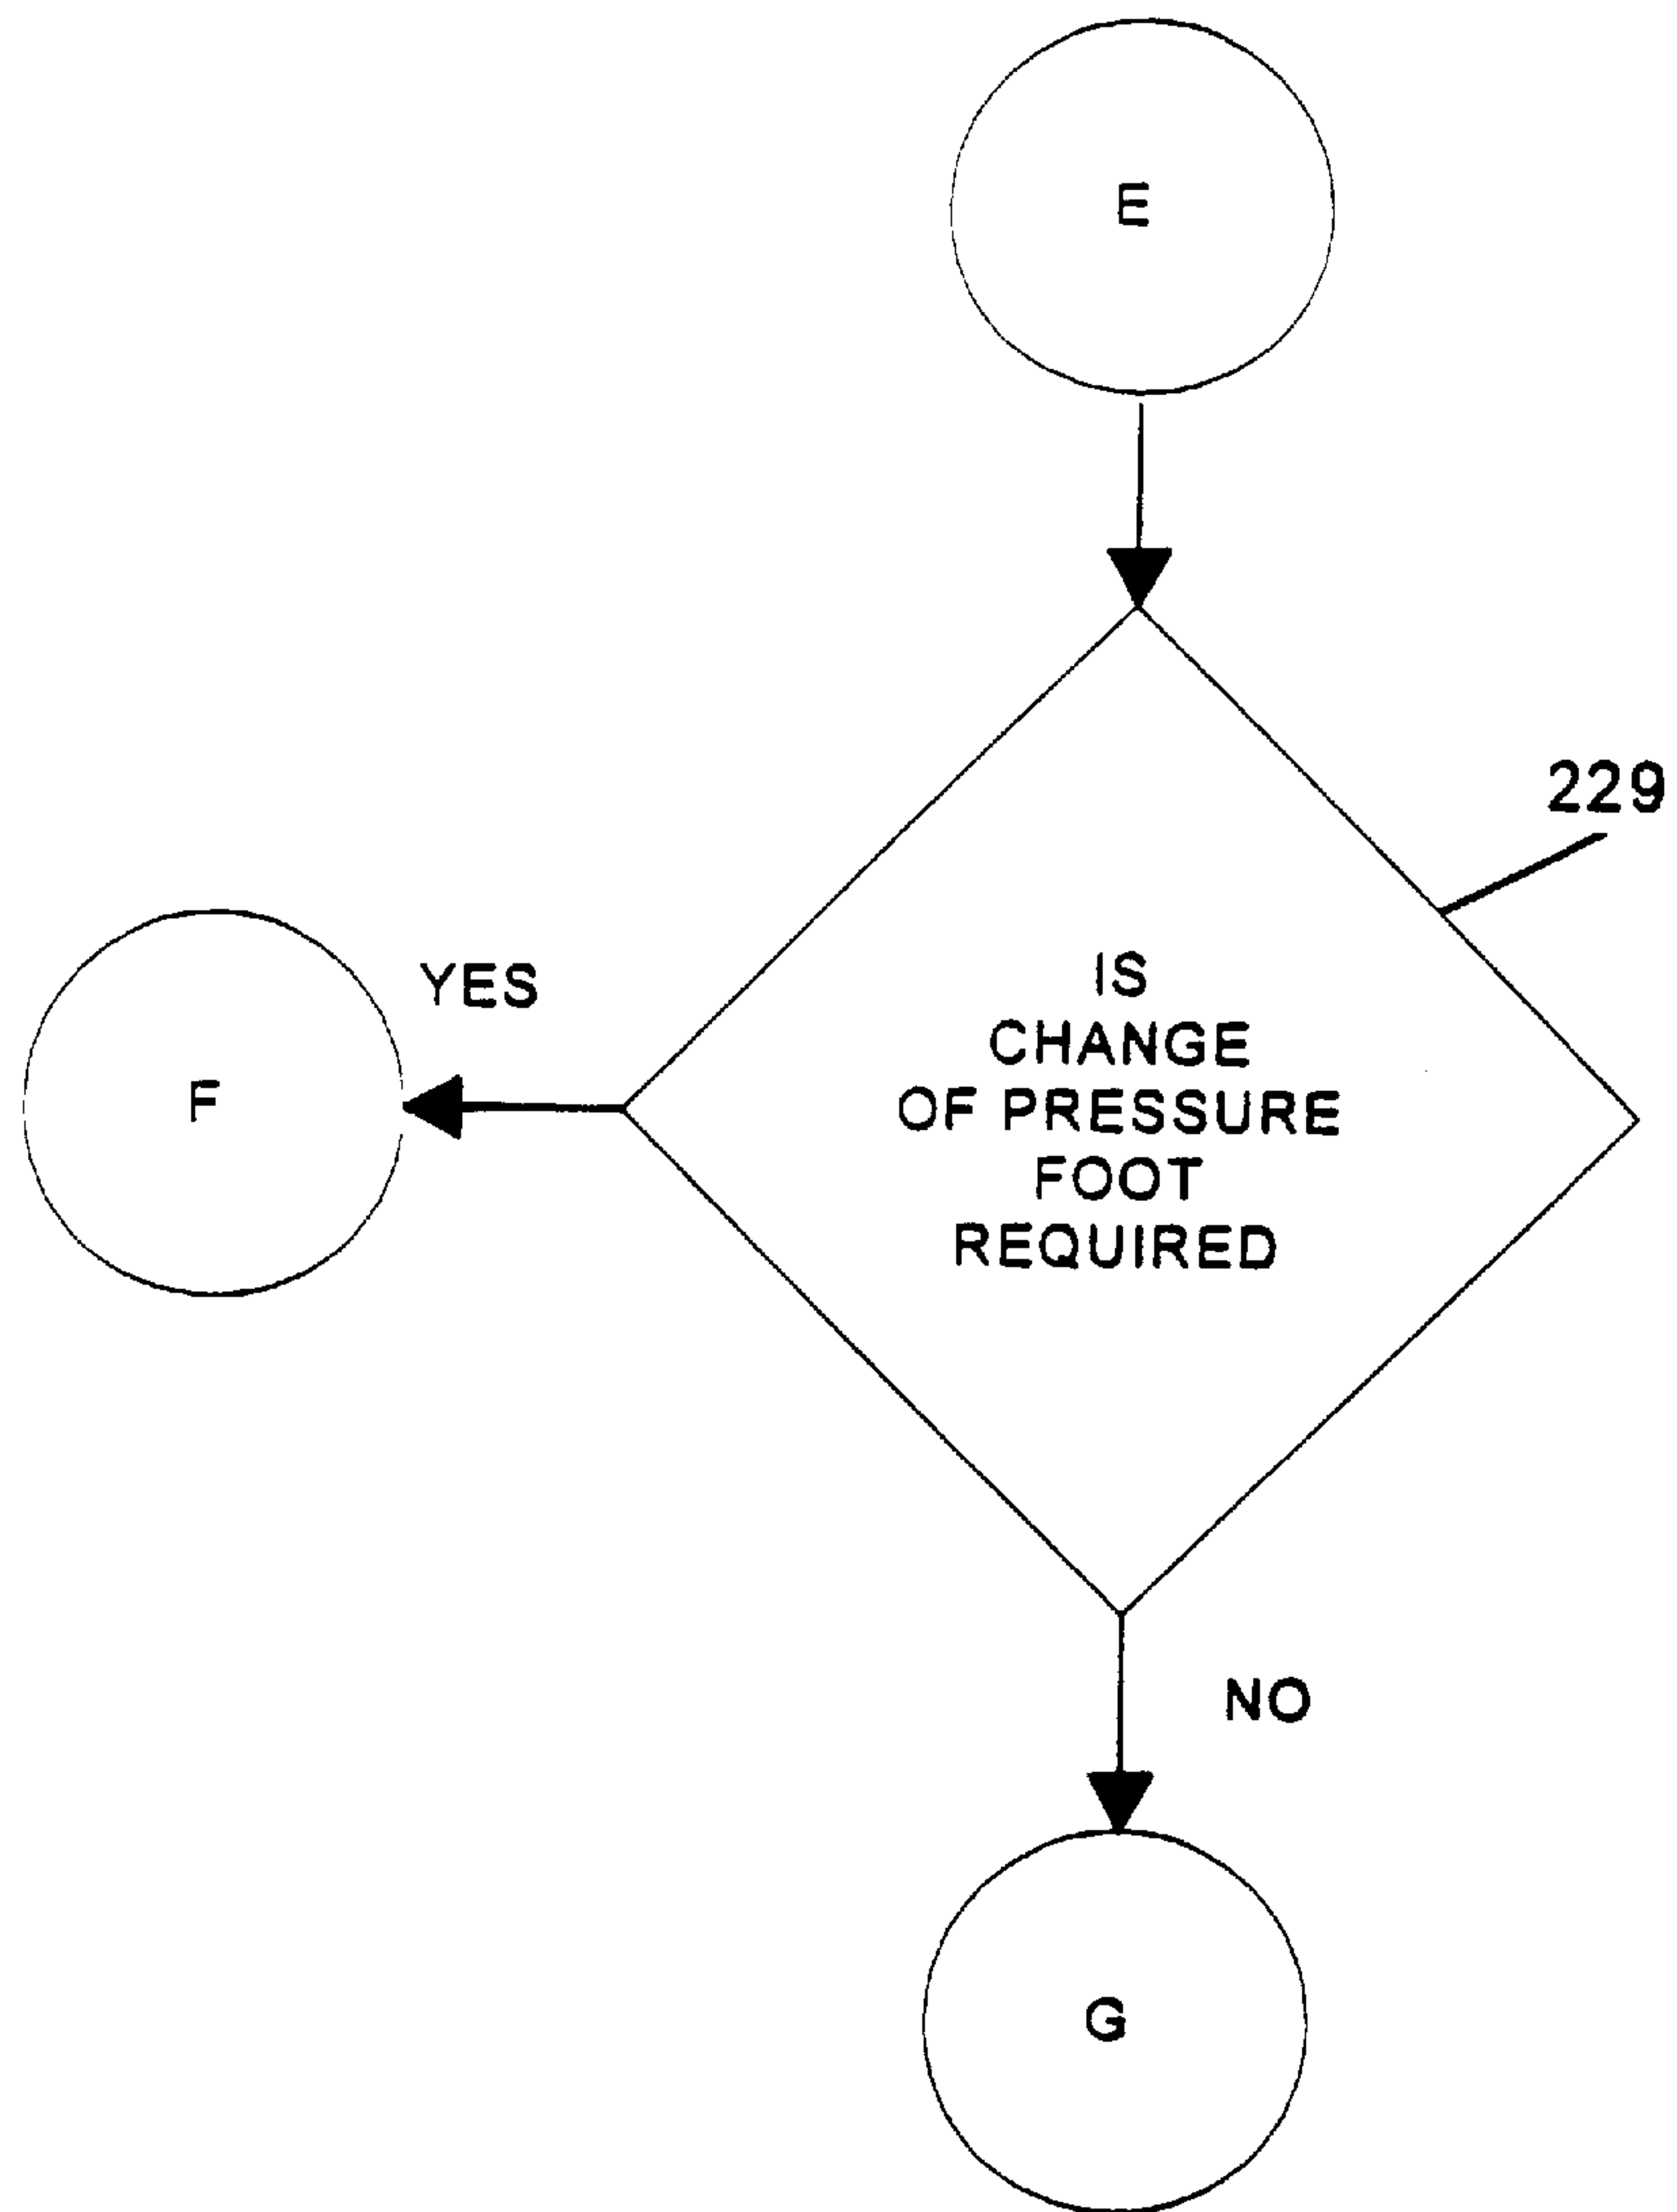 E
229
YES
IS
CHANGE
OF PRESSURE
FOOT
REQUIRED
F
NO
G